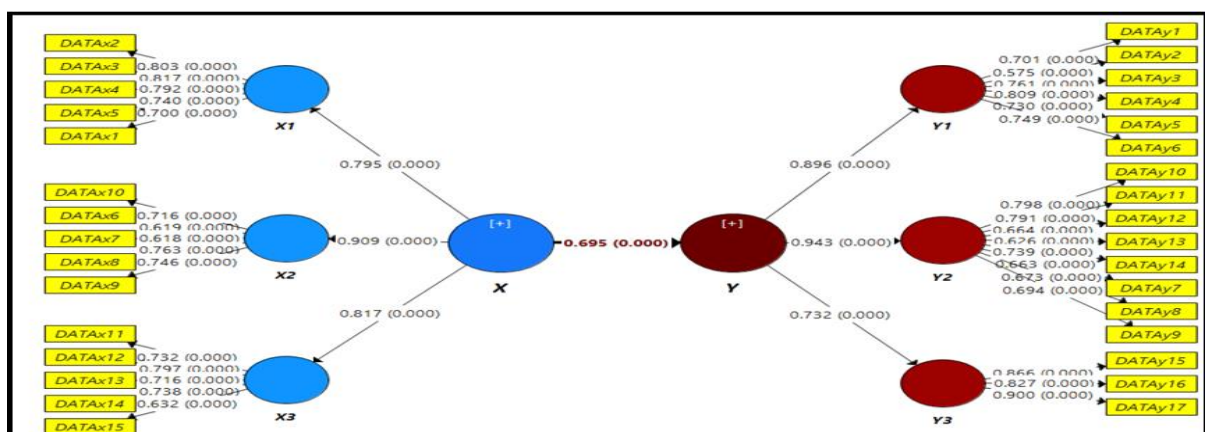 DATAx2
DATAx3
DATAx4
DATAx5
DATAx1
0.803 (0.000)
0.817 (0.000)
0.792 (0.000)
0.740 (0.000)
0.700 (0.000)
X1
0.795 (0.000)
DATAx10
DATAx6
DATAx7
DATAx8
DATAx9
0.716 (0.000)
0.619 (0.000)
0.618 (0.000)
0.763 (0.000)
0.746 (0.000)
X2
0.909 (0.000)
DATAx11
DATAx12
DATAx13
DATAx14
DATAx15
0.732 (0.000)
0.797 (0.000)
0.716 (0.000)
0.738 (0.000)
0.632 (0.000)
X3
0.817 (0.000)
[+]
X
0.695 (0.000)
[+]
Y
0.896 (0.000)
Y1
0.701 (0.000)
0.575 (0.000)
0.761 (0.000)
0.809 (0.000)
0.730 (0.000)
0.749 (0.000)
DATAy1
DATAy2
DATAy3
DATAy4
DATAy5
DATAy6
0.943 (0.000)
Y2
0.798 (0.000)
0.791 (0.000)
0.664 (0.000)
0.626 (0.000)
0.739 (0.000)
0.663 (0.000)
0.673 (0.000)
0.694 (0.000)
DATAy10
DATAy11
DATAy12
DATAy13
DATAy14
DATAy7
DATAy8
DATAy9
0.732 (0.000)
Y3
0.866 (0.000)
0.827 (0.000)
0.900 (0.000)
DATAy15
DATAy16
DATAy17